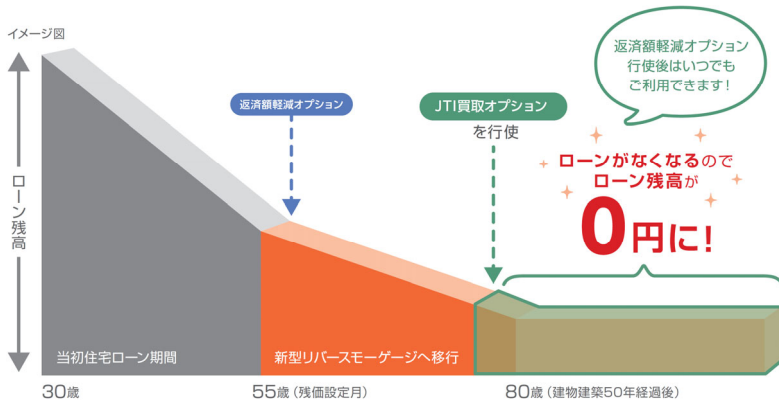 イメージ図
返済額軽減オプション
行使後はいつでも
ご利用できます!
返済額軽減オプション
JTI買取オプション
を行使
ローンがなくなるので
ローン残高が
0円に!
ローン残高
当初住宅ローン期間
新型リバースモーゲージへ移行
30歳
55歳(残価設定月)
80歳(建物建築50年経過後)